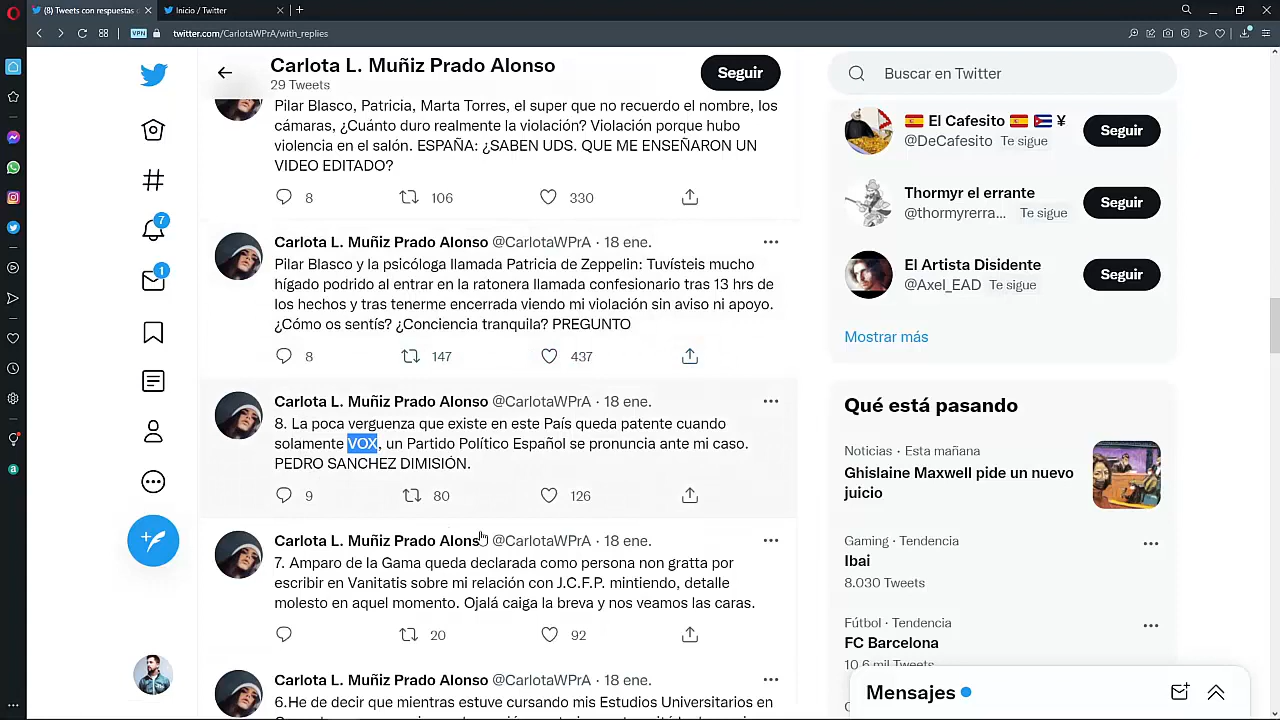 (8) Tweets con respuestas
Inicio / Twitter
VPN
twitter.com/CarlotaWPrA/with_replies
Carlota L. Muñiz Prado Alonso
29 Tweets
Seguir
Pilar Blasco, Patricia, Marta Torres, el super que no recuerdo el nombre, los
cámaras, ¿Cuánto duro realmente la violación? Violación porque hubo
violencia en el salón. ESPAÑA: ¿SABEN UDS. QUE ME ENSEÑARON UN
VIDEO EDITADO?
8 106 330
Carlota L. Muñiz Prado Alonso @CarlotaWPrA · 18 ene.
Pilar Blasco y la psicóloga llamada Patricia de Zeppelin: Tuvísteis mucho
hígado podrido al entrar en la ratonera llamada confesionario tras 13 hrs de
los hechos y tras tenerme encerrada viendo mi violación sin aviso ni apoyo.
¿Cómo os sentís? ¿Conciencia tranquila? PREGUNTO
8 147 437
Carlota L. Muñiz Prado Alonso @CarlotaWPrA · 18 ene.
8. La poca verguenza que existe en este País queda patente cuando
solamente VOX, un Partido Político Español se pronuncia ante mi caso.
PEDRO SANCHEZ DIMISIÓN.
9 80 126
Carlota L. Muñiz Prado Alonso @CarlotaWPrA · 18 ene.
7. Amparo de la Gama queda declarada como persona non gratta por
escribir en Vanitatis sobre mi relación con J.C.F.P. mintiendo, detalle
molesto en aquel momento. Ojalá caiga la breva y nos veamos las caras.
20 92
Carlota L. Muñiz Prado Alonso @CarlotaWPrA · 18 ene.
6.He de decir que mientras estuve cursando mis Estudios Universitarios en
7
1
Buscar en Twitter
El Cafesito ¥
@DeCafesito Te sigue
Seguir
Thormyr el errante
@thormyrerra... Te sigue
Seguir
El Artista Disidente
@Axel_EAD Te sigue
Seguir
Mostrar más
Qué está pasando
Noticias · Esta mañana
Ghislaine Maxwell pide un nuevo
juicio
Gaming · Tendencia
Ibai
8.030 Tweets
Fútbol · Tendencia
FC Barcelona
10,6 mil Tweets
Mensajes